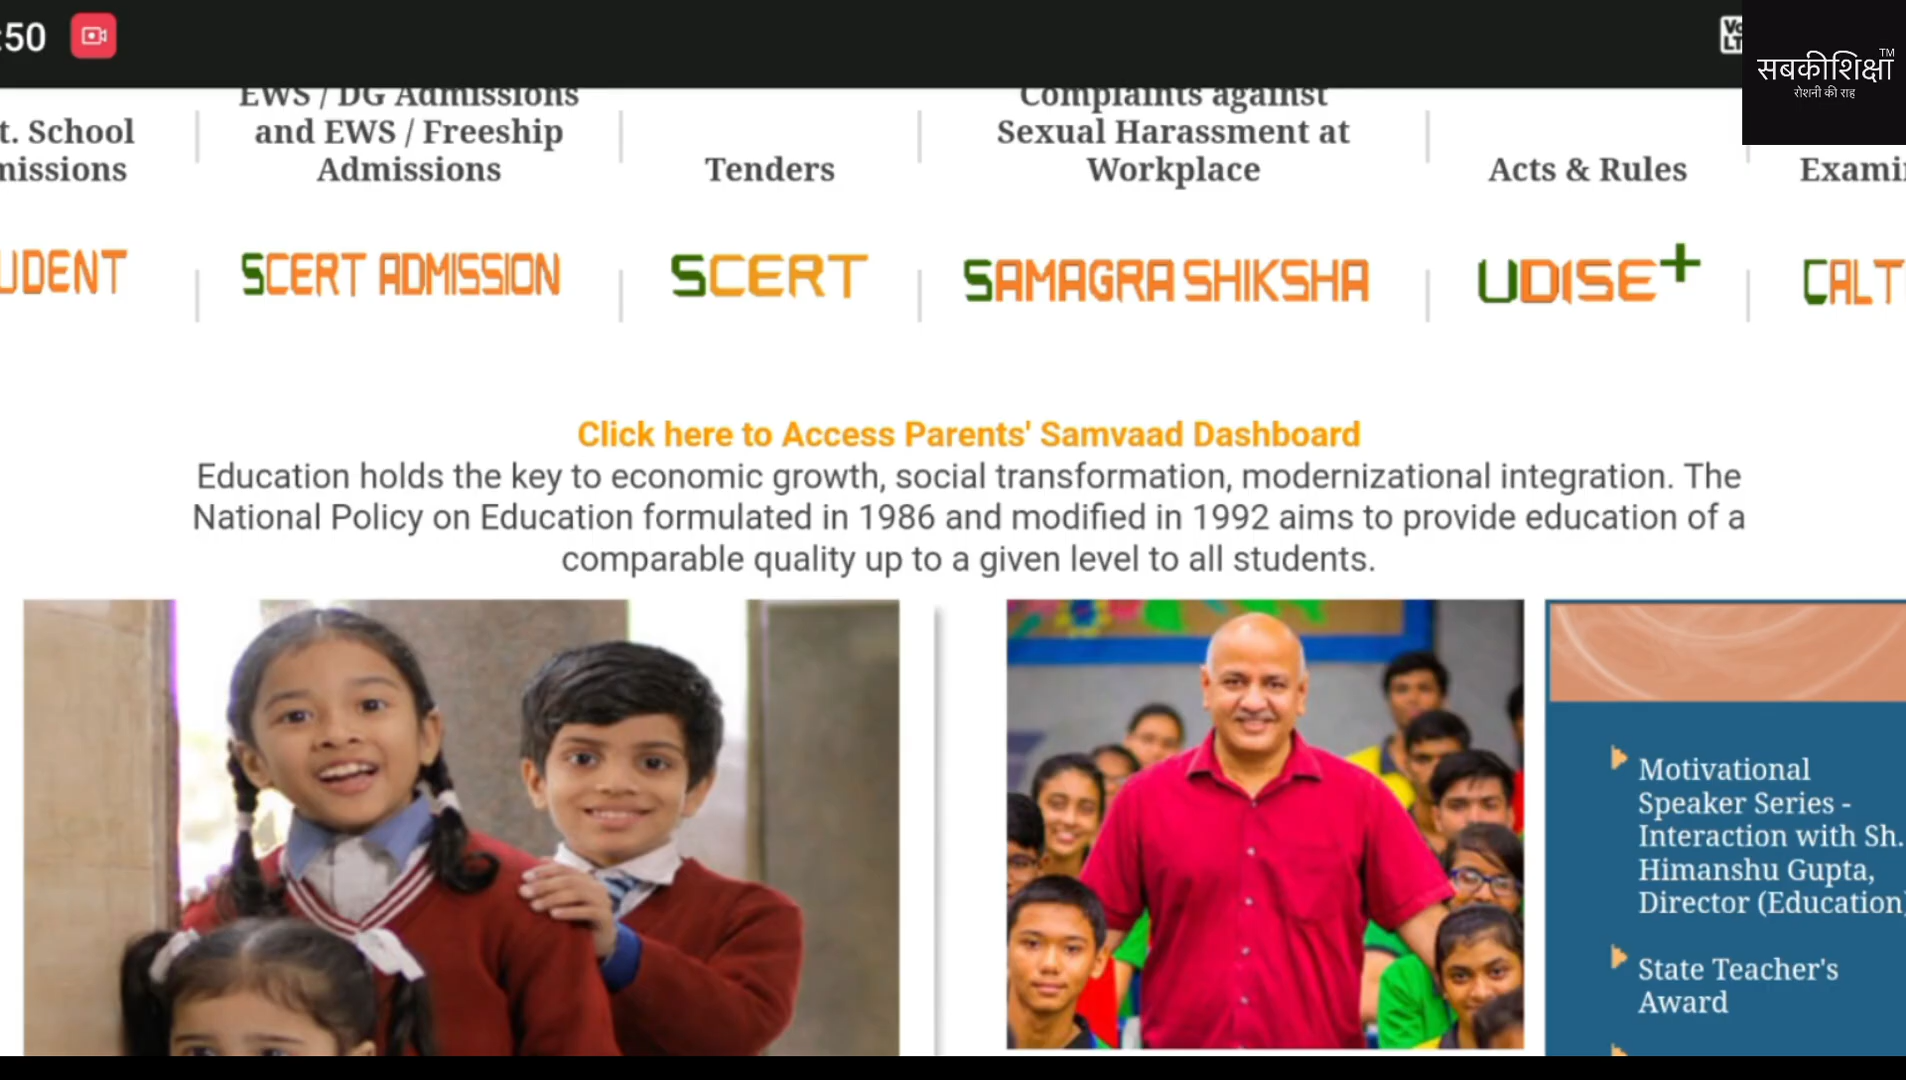 :50
सबकीशिक्षा™
रोशनी की राह
t. School
missions
EWS / DG Admissions
and EWS / Freeship
Admissions
Tenders
Complaints against
Sexual Harassment at
Workplace
Acts & Rules
Examin
UDENT
SCERT ADMISSION
SCERT
SAMAGRA SHIKSHA
UDISE+
CALT
Click here to Access Parents' Samvaad Dashboard
Education holds the key to economic growth, social transformation, modernizational integration. The
National Policy on Education formulated in 1986 and modified in 1992 aims to provide education of a
comparable quality up to a given level to all students.
Motivational
Speaker Series -
Interaction with Sh.
Himanshu Gupta,
Director (Education)
State Teacher's
Award